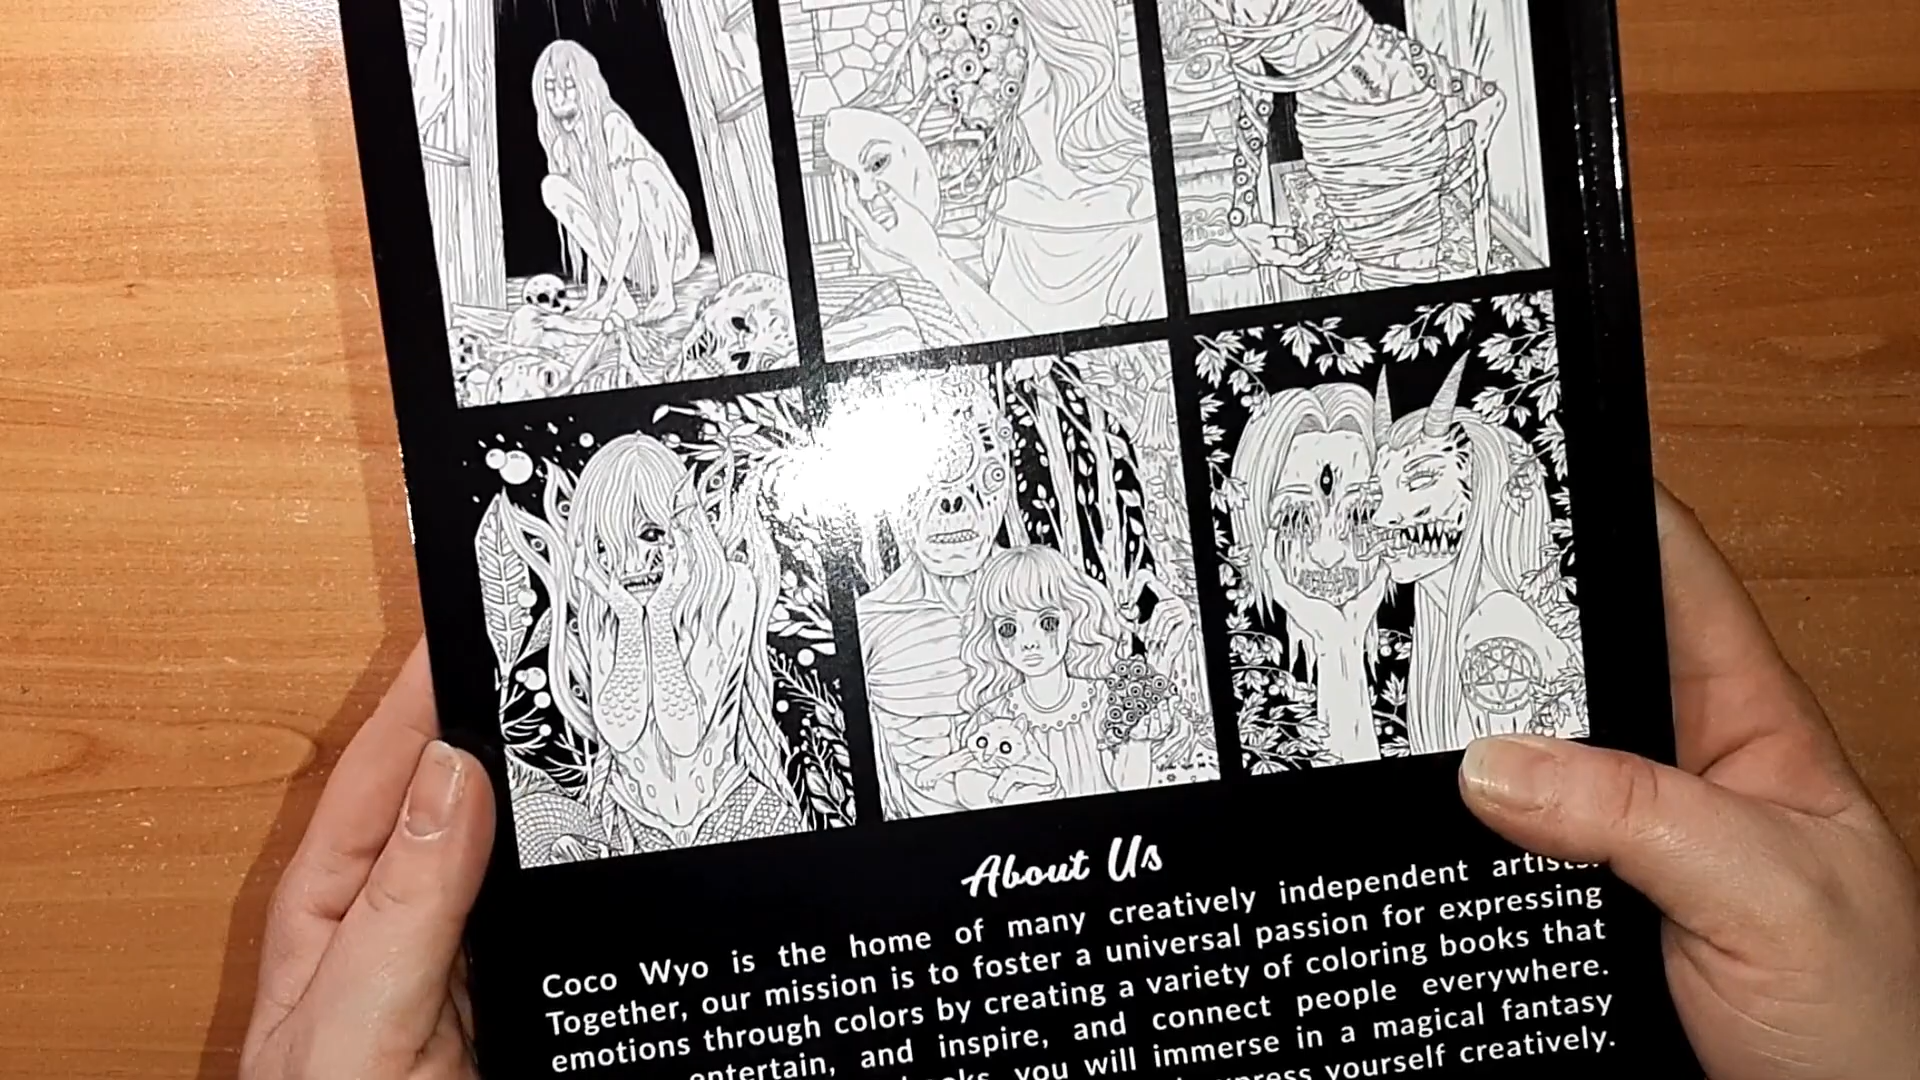 About Us
Coco Wyo is the home of many creatively independent artists.
Together, our mission is to foster a universal passion for expressing
emotions through colors by creating a variety of coloring books that
entertain, and inspire, and connect people everywhere.
you will immerse in a magical fantasy
yourself creatively.